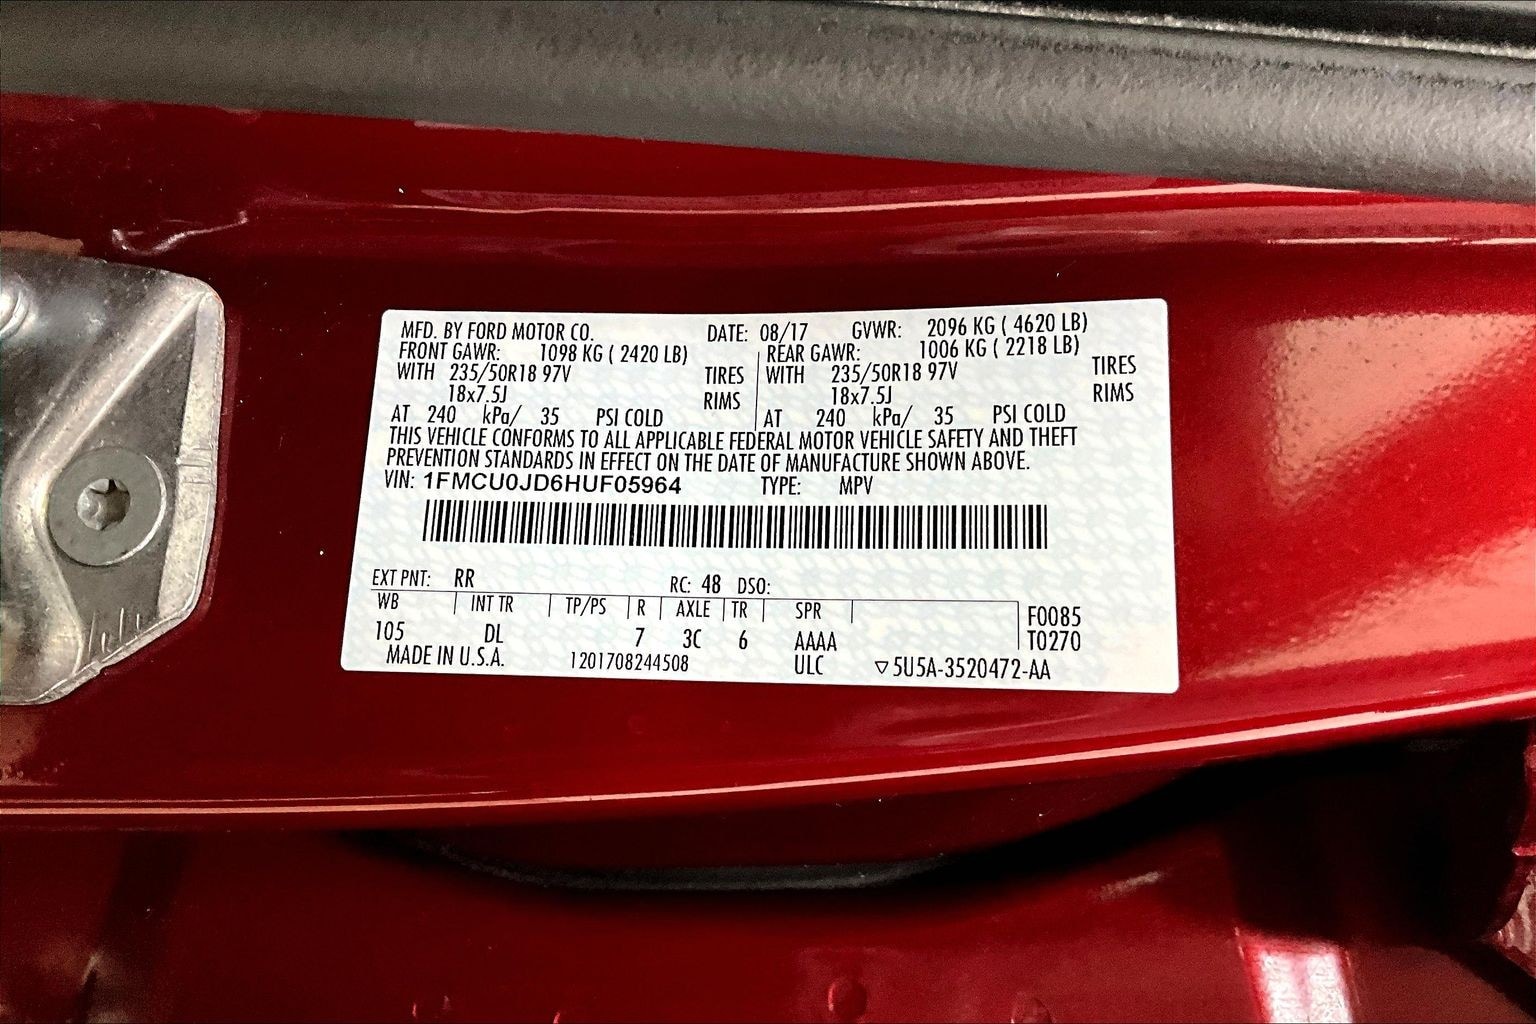 MFD. BY FORD MOTOR CO. DATE: 08/17 GVWR: 2096 KG ( 4620 LB)
FRONT GAWR: 1098 KG ( 2420 LB) REAR GAWR: 1006 KG ( 2218 LB)
WITH 235/50R18 97V TIRES WITH 235/50R18 97V TIRES
18x7.5J RIMS 18x7.5J RIMS
AT 240 kPa/ 35 PSI COLD AT 240 kPa/ 35 PSI COLD
THIS VEHICLE CONFORMS TO ALL APPLICABLE FEDERAL MOTOR VEHICLE SAFETY AND THEFT
PREVENTION STANDARDS IN EFFECT ON THE DATE OF MANUFACTURE SHOWN ABOVE.
VIN: 1FMCU0JD6HUF05964 TYPE: MPV
EXT PNT: RR RC: 48 DSO:
WB INT TR TP/PS R AXLE TR SPR F0085
105 DL 7 3C 6 AAAA T0270
MADE IN U.S.A. 1201708244508 ULC ▽5U5A-3520472-AA